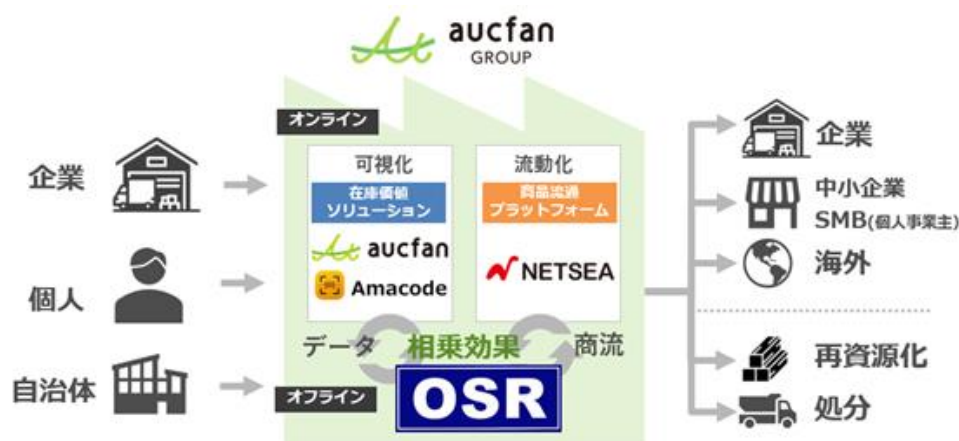 aucfan
GROUP
オンライン
企業
個人
自治体
可視化
在庫価値
ソリューション
aucfan
Amacode
流動化
商品流通
プラットフォーム
NETSEA
データ
相乗効果
商流
オフライン
OSR
企業
中小企業
SMB(個人事業主)
海外
再資源化
処分